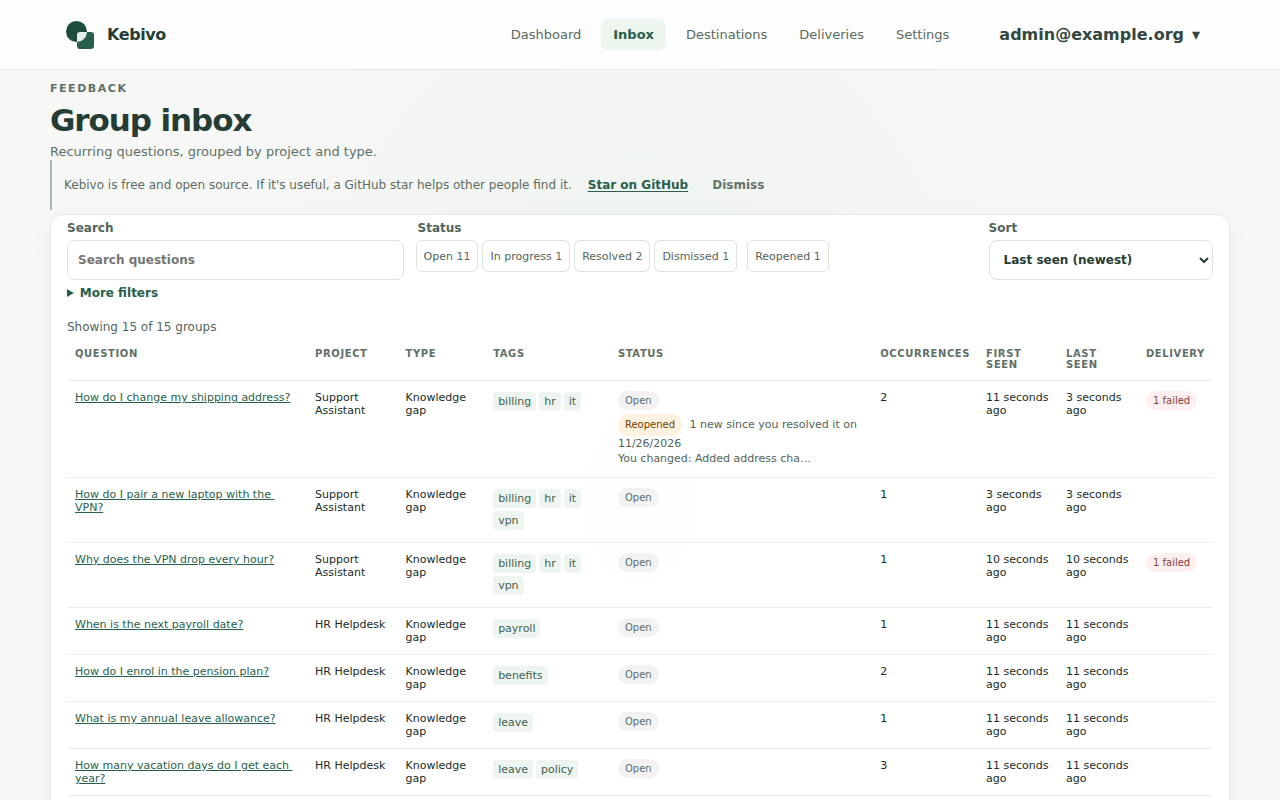 Kebivo
Dashboard
Inbox
Destinations
Deliveries
Settings
admin@example.org ▾
FEEDBACK
Group inbox
Recurring questions, grouped by project and type.
Kebivo is free and open source. If it's useful, a GitHub star helps other people find it. Star on GitHub Dismiss
Search
Status
Sort
Search questions
Open 11
In progress 1
Resolved 2
Dismissed 1
Reopened 1
Last seen (newest)
More filters
Showing 15 of 15 groups
QUESTION PROJECT TYPE TAGS STATUS OCCURRENCES FIRST SEEN LAST SEEN DELIVERY
How do I change my shipping address?
Support Assistant
Knowledge gap
billing hr it
Open
Reopened 1 new since you resolved it on 11/26/2026
You changed: Added address cha…
2
11 seconds ago
3 seconds ago
1 failed
How do I pair a new laptop with the VPN?
Support Assistant
Knowledge gap
billing hr it vpn
Open
1
3 seconds ago
3 seconds ago
Why does the VPN drop every hour?
Support Assistant
Knowledge gap
billing hr it vpn
Open
1
10 seconds ago
10 seconds ago
1 failed
When is the next payroll date?
HR Helpdesk
Knowledge gap
payroll
Open
1
11 seconds ago
11 seconds ago
How do I enrol in the pension plan?
HR Helpdesk
Knowledge gap
benefits
Open
2
11 seconds ago
11 seconds ago
What is my annual leave allowance?
HR Helpdesk
Knowledge gap
leave
Open
1
11 seconds ago
11 seconds ago
How many vacation days do I get each year?
HR Helpdesk
Knowledge gap
leave policy
Open
3
11 seconds ago
11 seconds ago